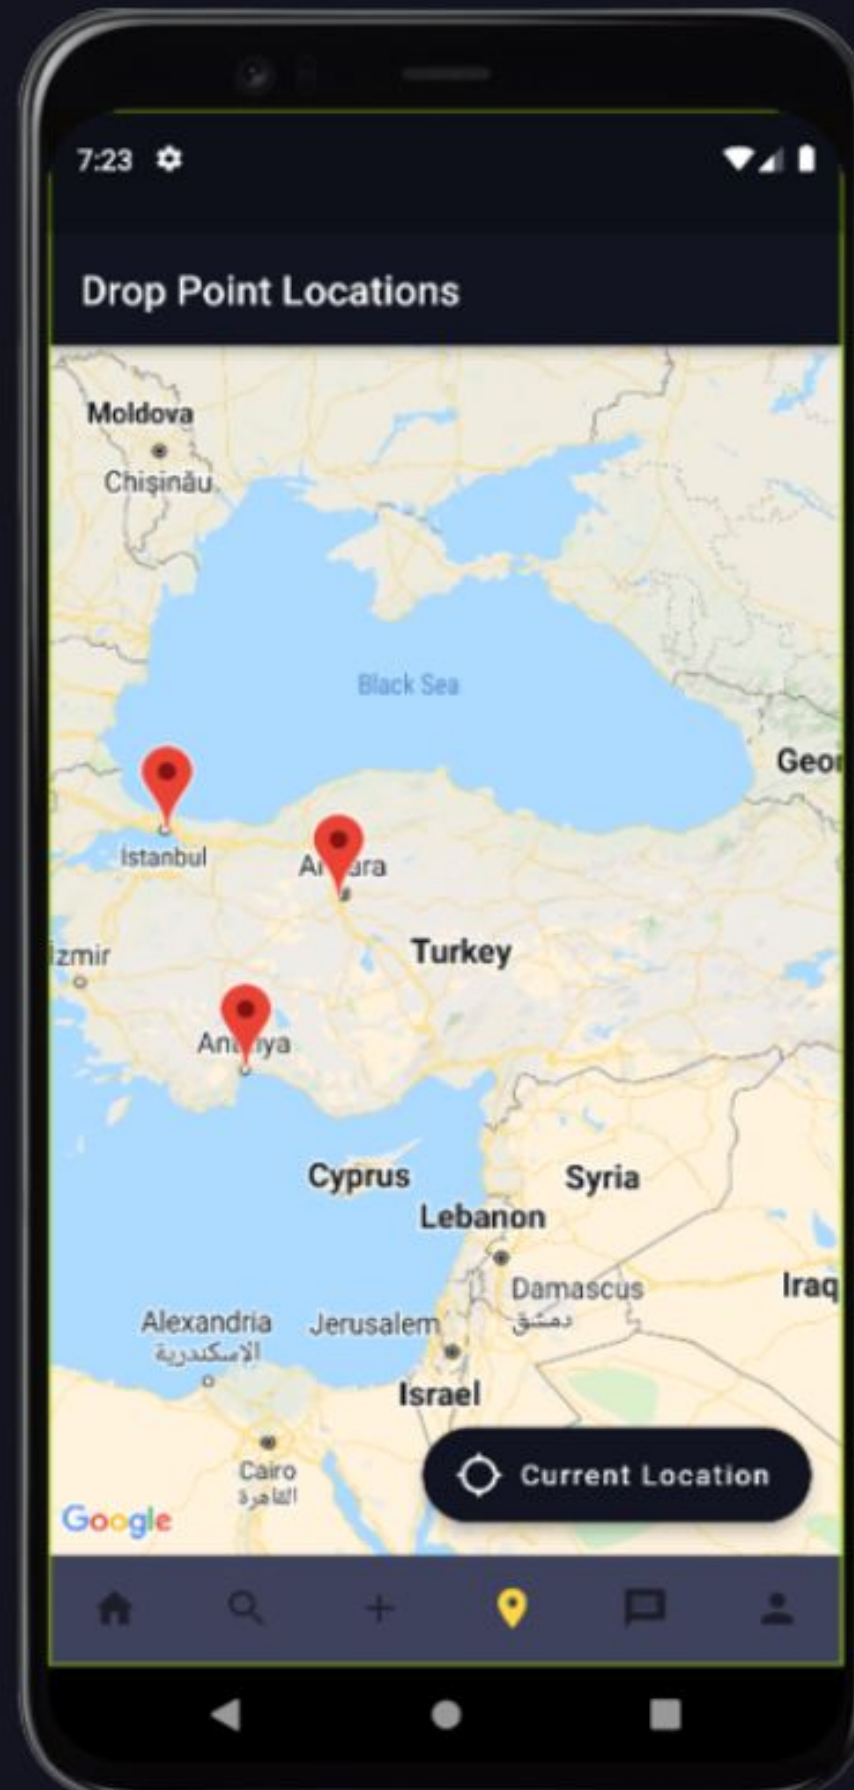 7:23
Drop Point Locations
Moldova
Chişinău
Black Sea
Geor
İstanbul
Turkey
İzmir
Cyprus
Syria
Lebanon
Damascus
دمشق
Iraq
Alexandria
الإسكندرية
Jerusalem
Israel
Cairo
القاهرة
Current Location
Google